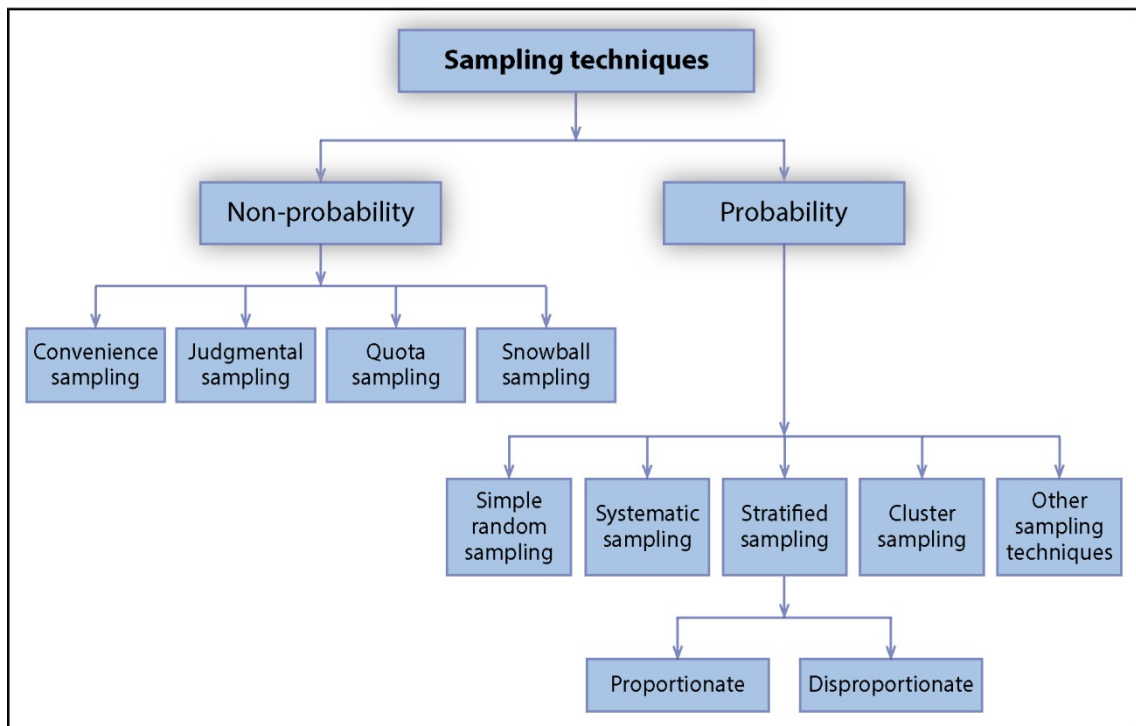 Sampling techniques
Non-probability
Probability
Convenience
sampling
Judgmental
sampling
Quota
sampling
Snowball
sampling
Simple
random
sampling
Systematic
sampling
Stratified
sampling
Cluster
sampling
Other
sampling
techniques
Proportionate
Disproportionate